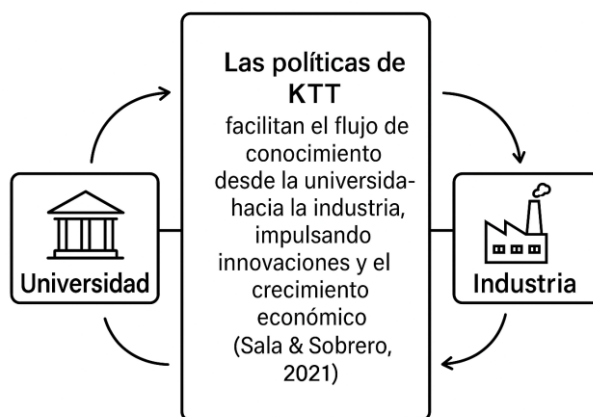 Las políticas de
KTT
facilitan el flujo de
conocimiento
desde la universida-
hacia la industria,
impulsando
innovaciones y el
crecimiento
económico
(Sala & Sobrero,
2021)
Universidad
Industria